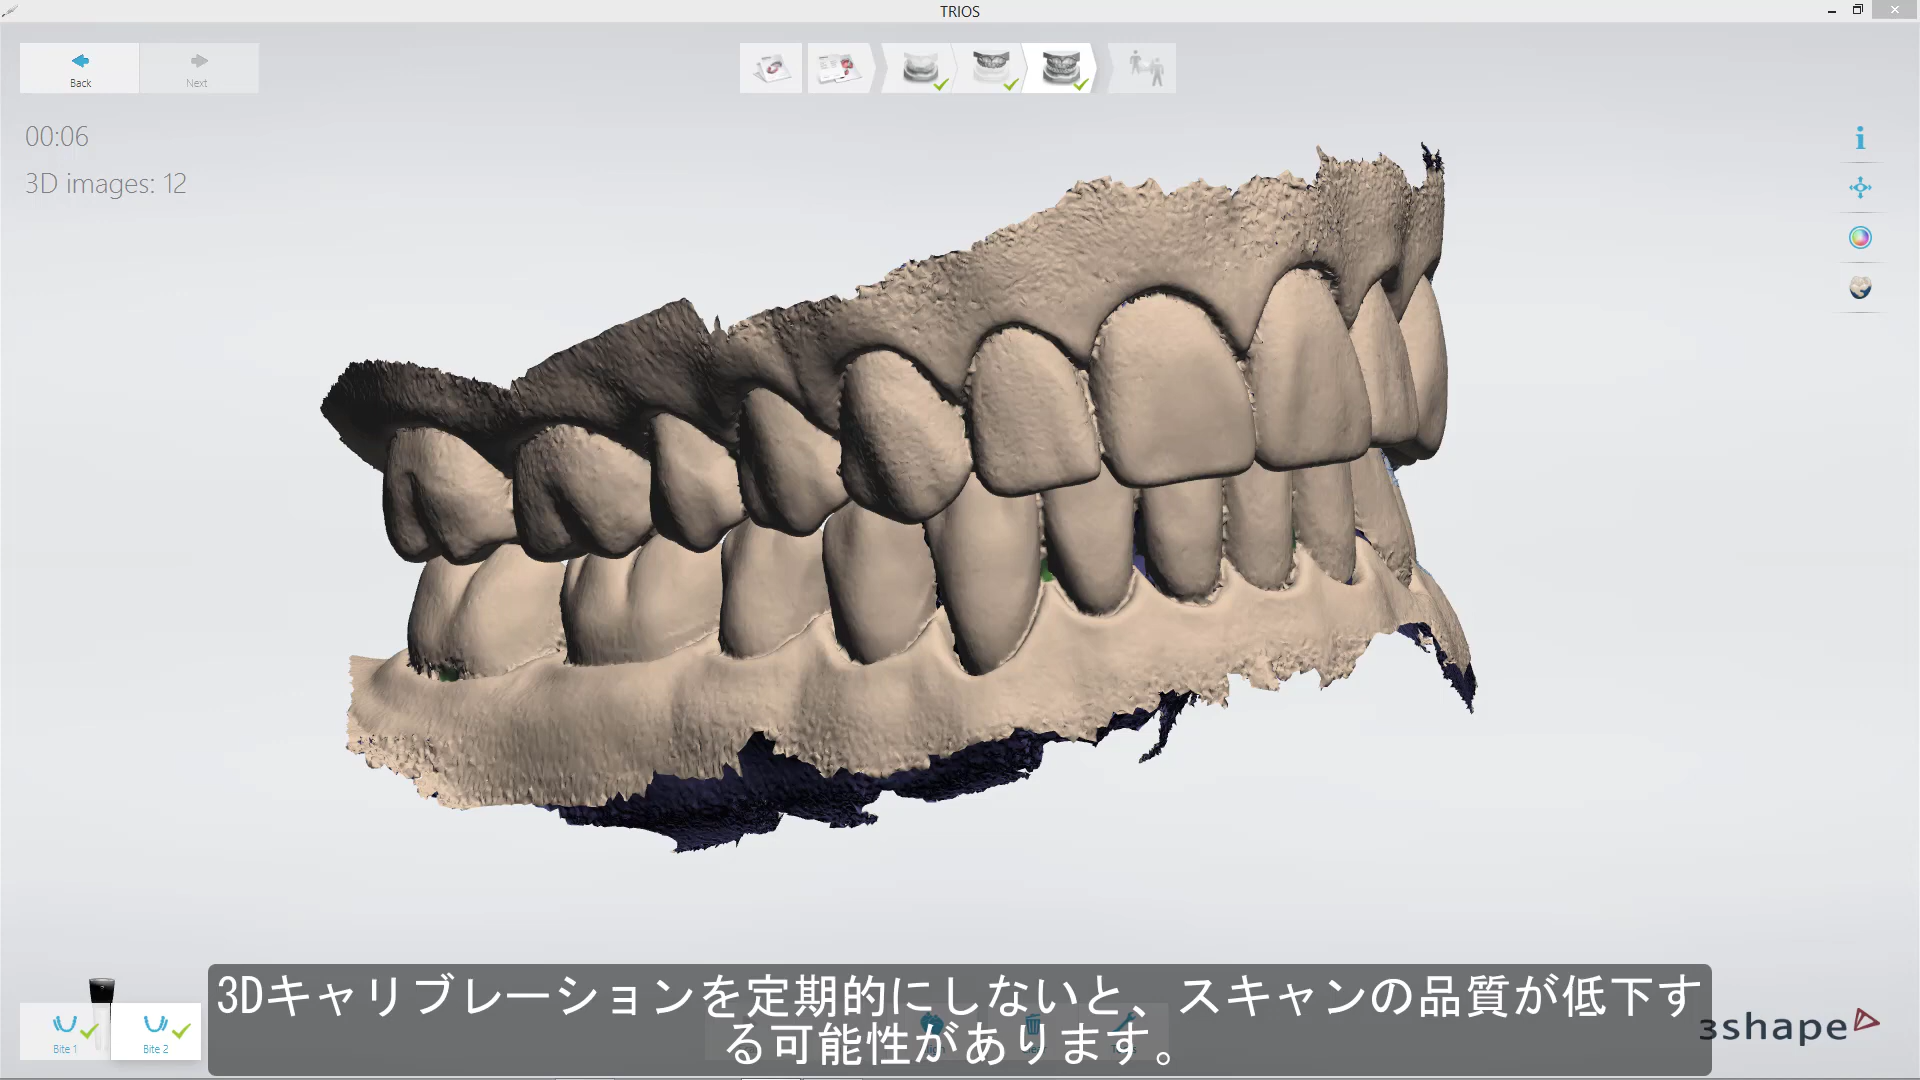 TRIOS
Back
Next
00:06
3D images: 12
3Dキャリブレーションを定期的にしないと、スキャンの品質が低下す
る可能性があります。
Bite 1
Bite 2
3shape